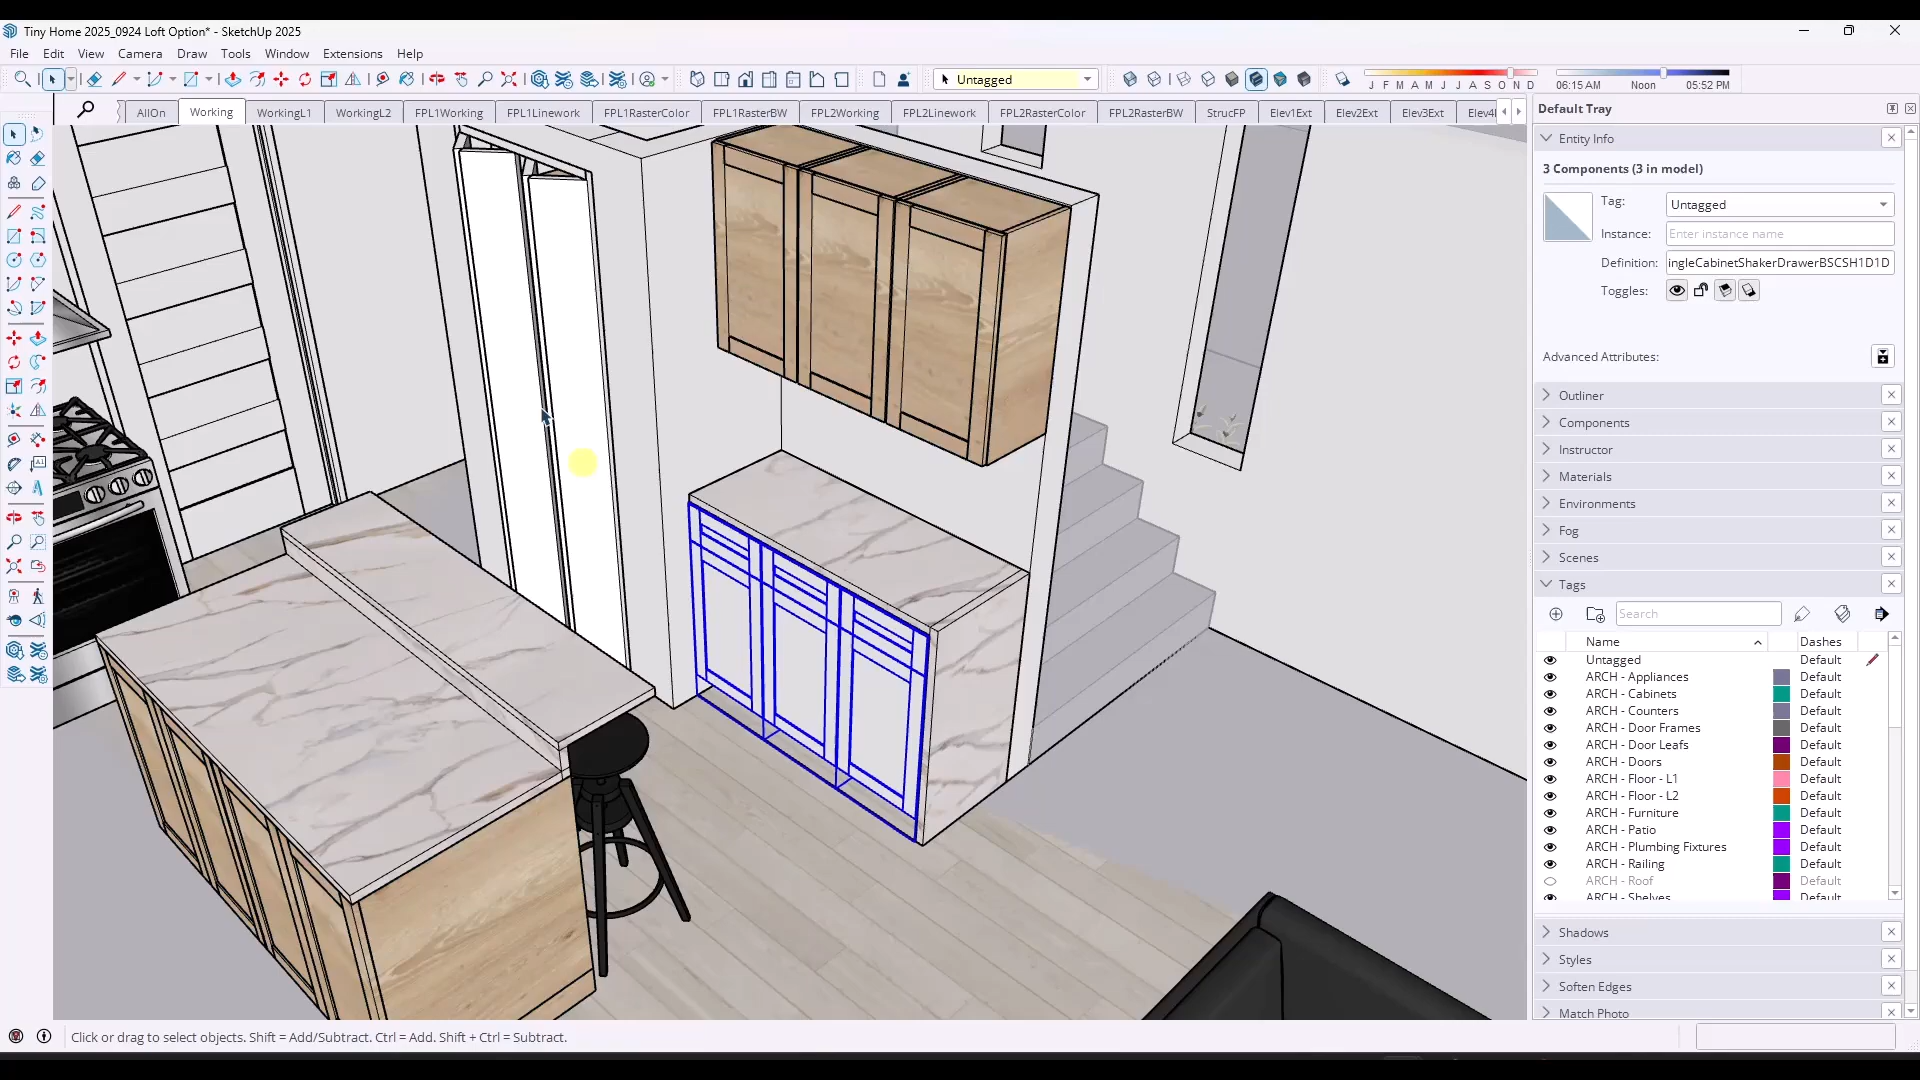 Tiny Home 2025_0924 Loft Option* - SketchUp 2025
File Edit View Camera Draw Tools Window Extensions Help
Untagged
J F M A M J J A S O N D
06:15 AM Noon 05:52 PM
AllOn Working WorkingL1 WorkingL2 FPL1Working FPL1Linework FPL1RasterColor FPL1RasterBW FPL2Working FPL2Linework FPL2RasterColor FPL2RasterBW StrucFP Elev1Ext Elev2Ext Elev3Ext
Default Tray
Entity Info
3 Components (3 in model)
Tag: Untagged
Instance: Enter instance name
Definition: ingleCabinetShakerDrawerBSCSH1D1D
Toggles:
Advanced Attributes:
Outliner
Components
Instructor
Materials
Environments
Fog
Scenes
Tags
Search
Name Dashes
Untagged Default
ARCH - Appliances Default
ARCH - Cabinets Default
ARCH - Counters Default
ARCH - Door Frames Default
ARCH - Door Leafs Default
ARCH - Doors Default
ARCH - Floor - L1 Default
ARCH - Floor - L2 Default
ARCH - Furniture Default
ARCH - Patio Default
ARCH - Plumbing Fixtures Default
ARCH - Railing Default
ARCH - Roof Default
ARCH - Shelves Default
Shadows
Styles
Soften Edges
Match Photo
Click or drag to select objects. Shift = Add/Subtract. Ctrl = Add. Shift + Ctrl = Subtract.